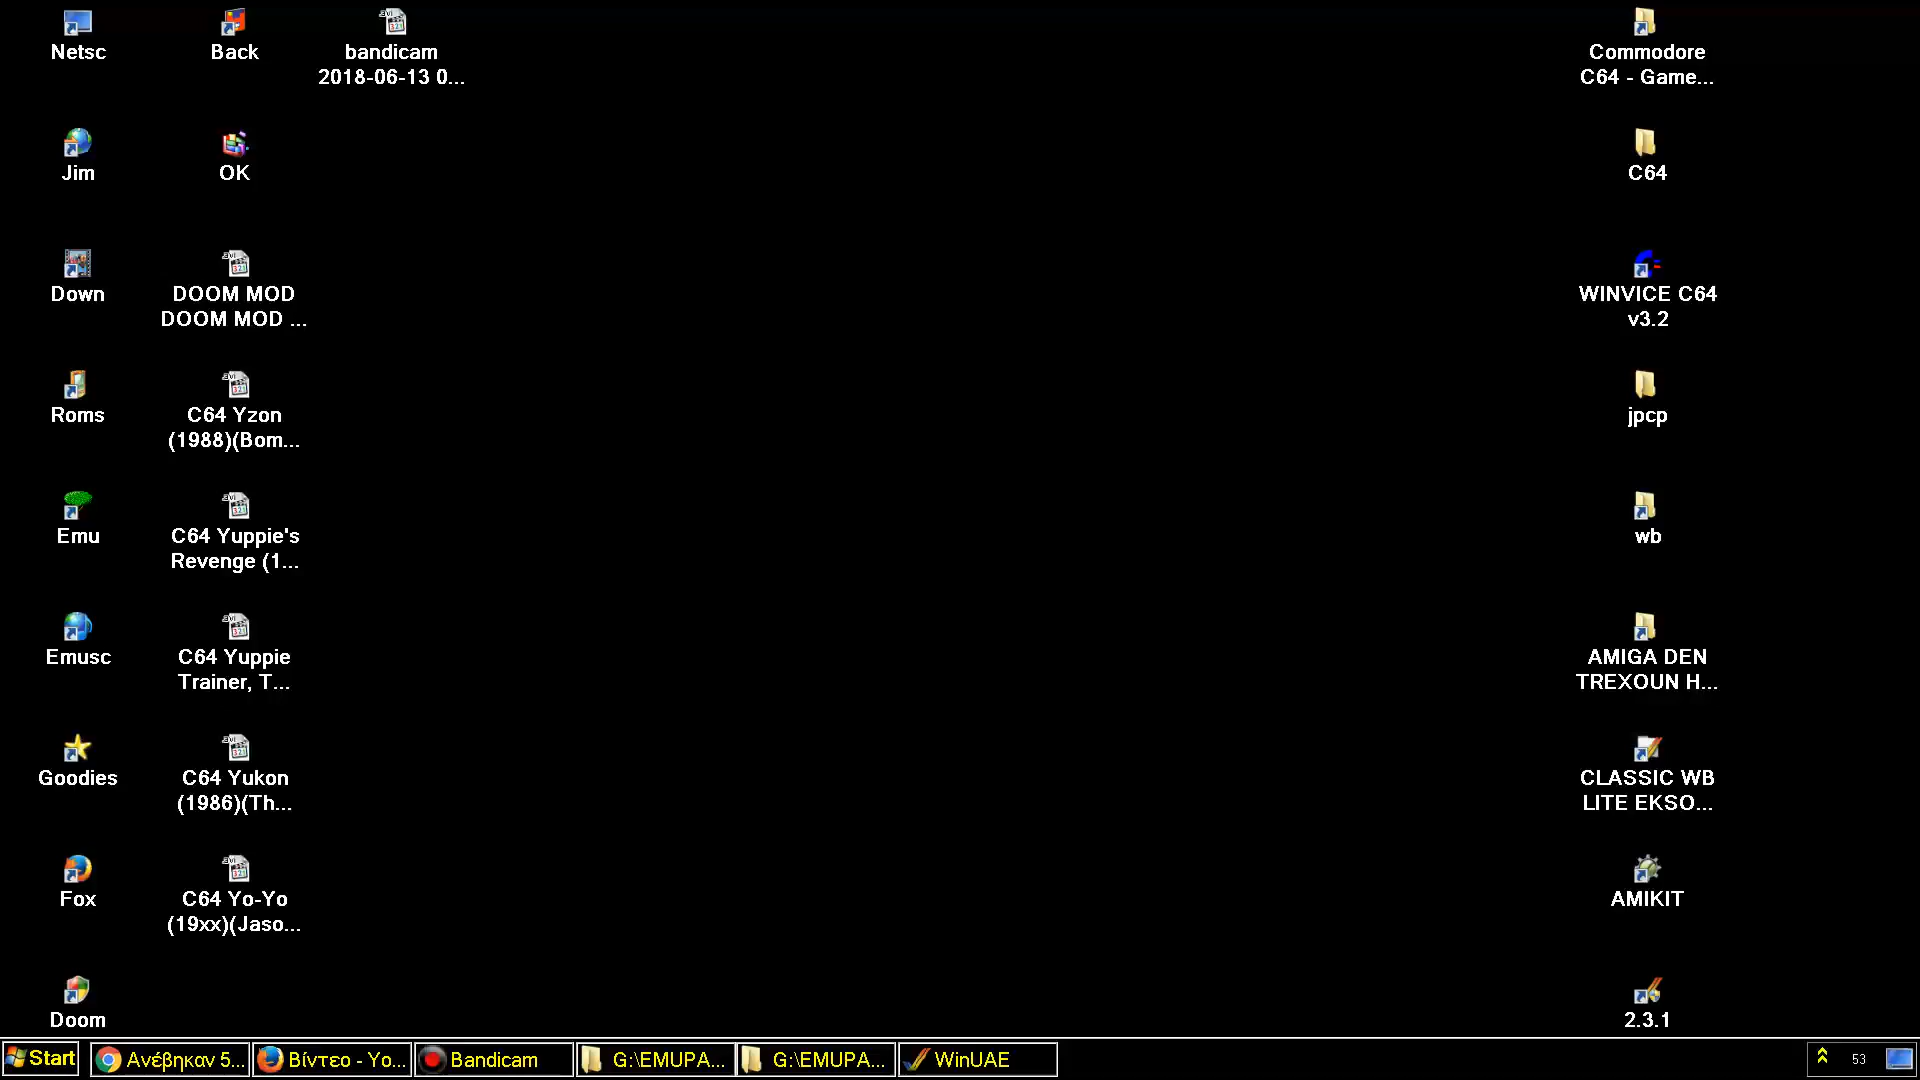 Netsc
Back
bandicam
2018-06-13 0...
Commodore
C64 - Game...
Jim
OK
C64
Down
DOOM MOD
DOOM MOD ...
WINVICE C64
v3.2
Roms
C64 Yzon
(1988)(Bom...
jpcp
Emu
C64 Yuppie's
Revenge (1...
wb
Emusc
C64 Yuppie
Trainer, T...
AMIGA DEN
TREXOUN H...
Goodies
C64 Yukon
(1986)(Th...
CLASSIC WB
LITE EKSO...
Fox
C64 Yo-Yo
(19xx)(Jaso...
AMIKIT
Doom
2.3.1
Start
Ανέβηκαν 5...
Βίντεο - Yo...
Bandicam
G:\EMUPA...
G:\EMUPA...
WinUAE
53